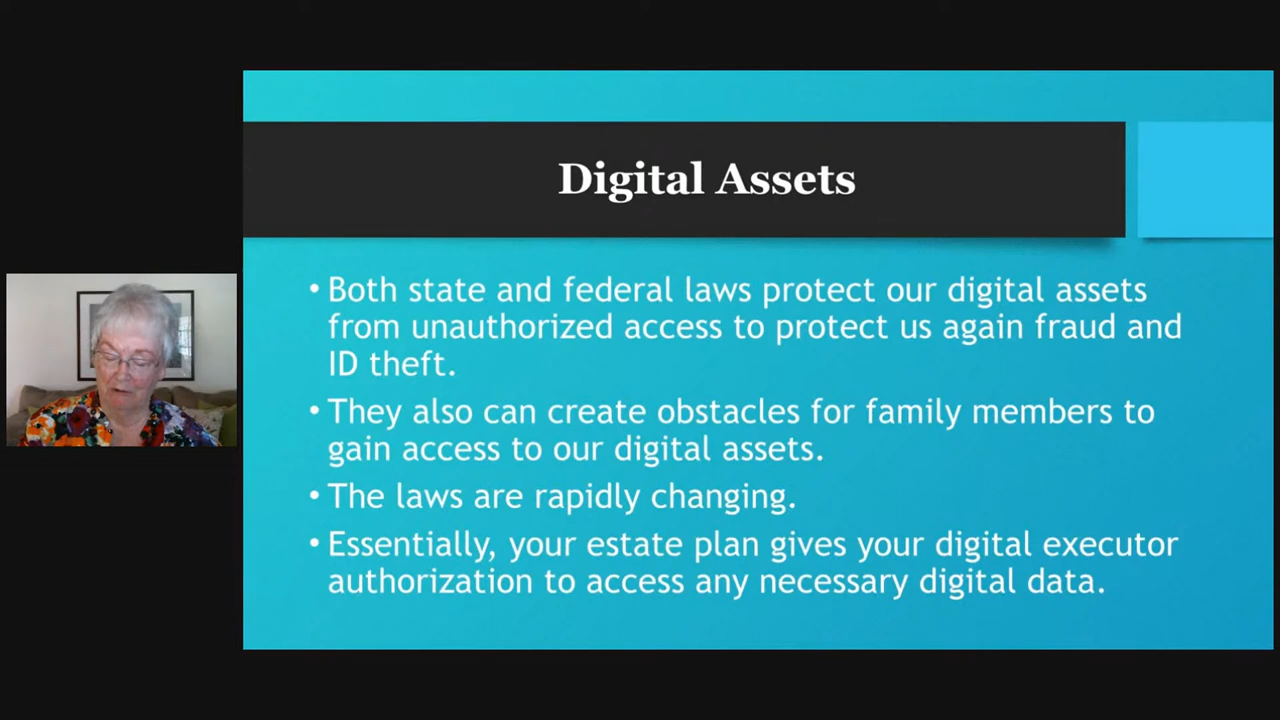 Digital Assets
• Both state and federal laws protect our digital assets
from unauthorized access to protect us again fraud and
ID theft.
• They also can create obstacles for family members to
gain access to our digital assets.
• The laws are rapidly changing.
• Essentially, your estate plan gives your digital executor
authorization to access any necessary digital data.